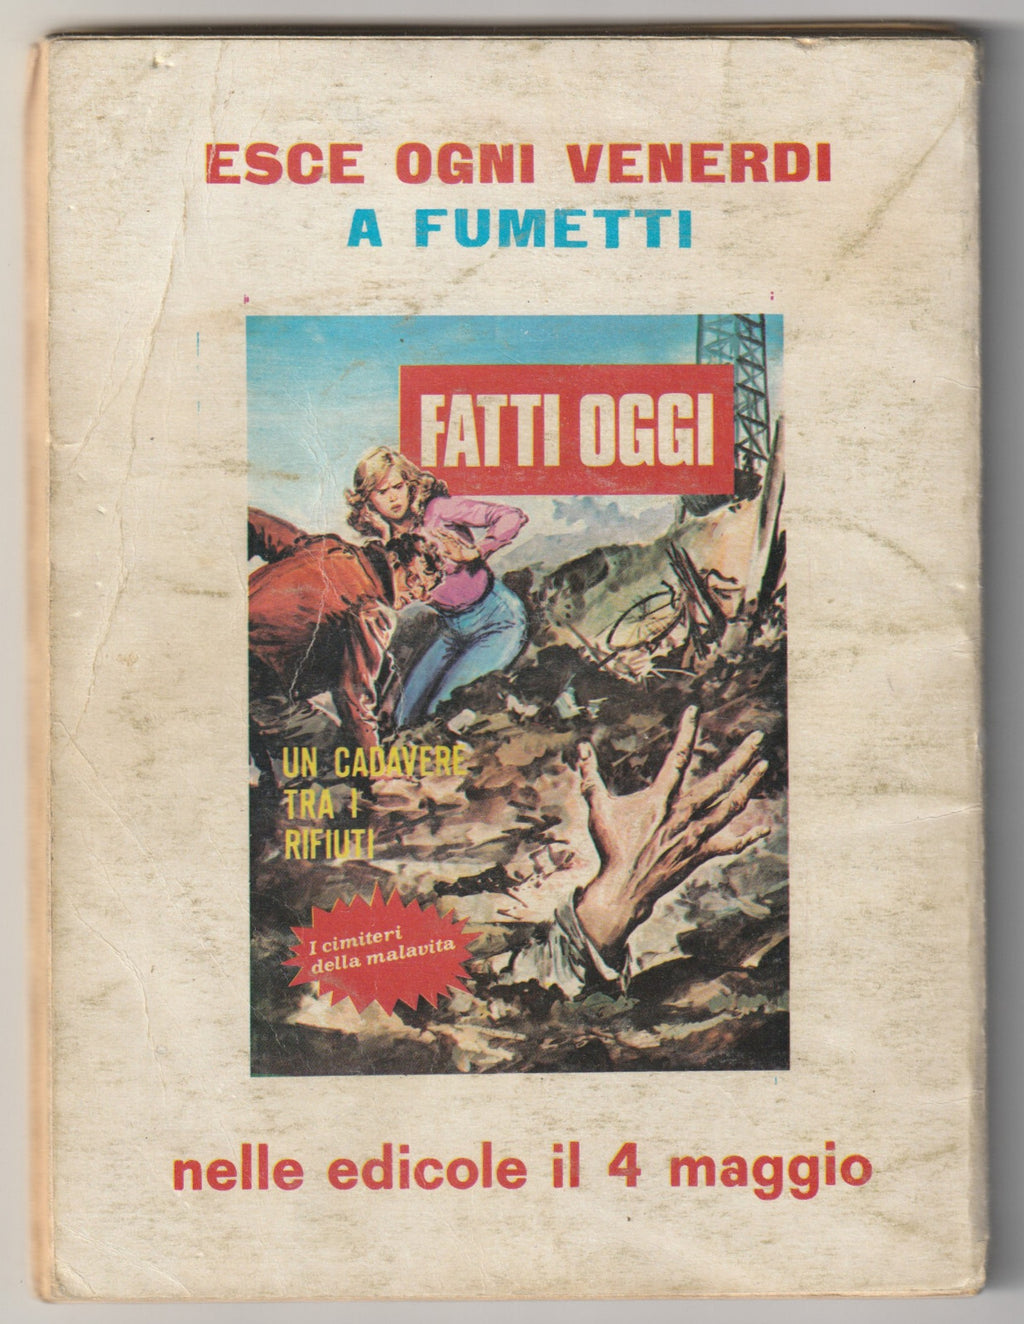 ESCE OGNI VENERDI
A FUMETTI
FATTI OGGI
UN CADAVERE
TRA I
RIFIUTI
I cimiteri
della malavita
nelle edicole il 4 maggio